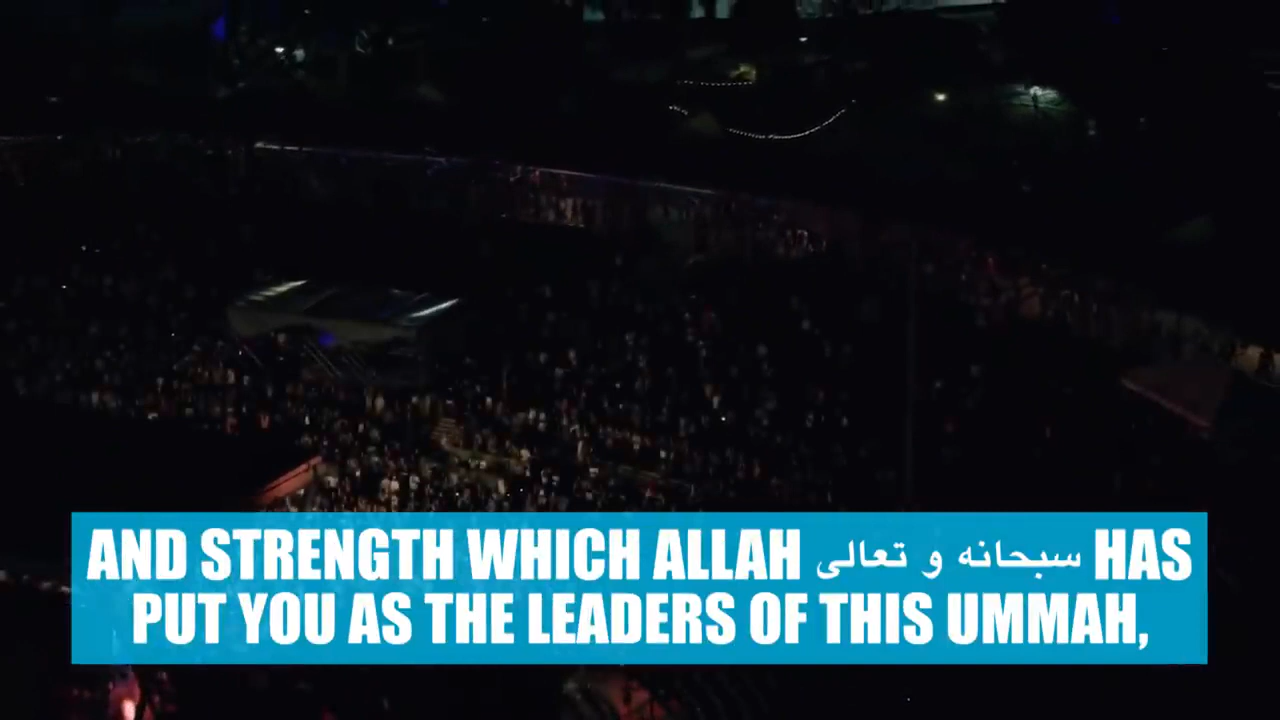 AND STRENGTH WHICH ALLAH سبحانه و تعالى HAS
PUT YOU AS THE LEADERS OF THIS UMMAH,